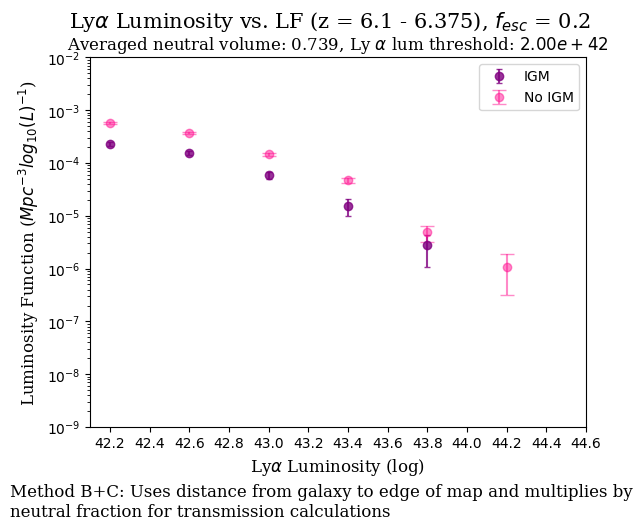 Lyα Luminosity vs. LF (z = 6.1 - 6.375), f_esc = 0.2
Averaged neutral volume: 0.739, Ly α lum threshold: 2.00e + 42
Luminosity Function (Mpc⁻³log₁₀(L)⁻¹)
10⁻²
10⁻³
10⁻⁴
10⁻⁵
10⁻⁶
10⁻⁷
10⁻⁸
10⁻⁹
IGM
No IGM
42.2 42.4 42.6 42.8 43.0 43.2 43.4 43.6 43.8 44.0 44.2 44.4 44.6
Lyα Luminosity (log)
Method B+C: Uses distance from galaxy to edge of map and multiplies by
neutral fraction for transmission calculations